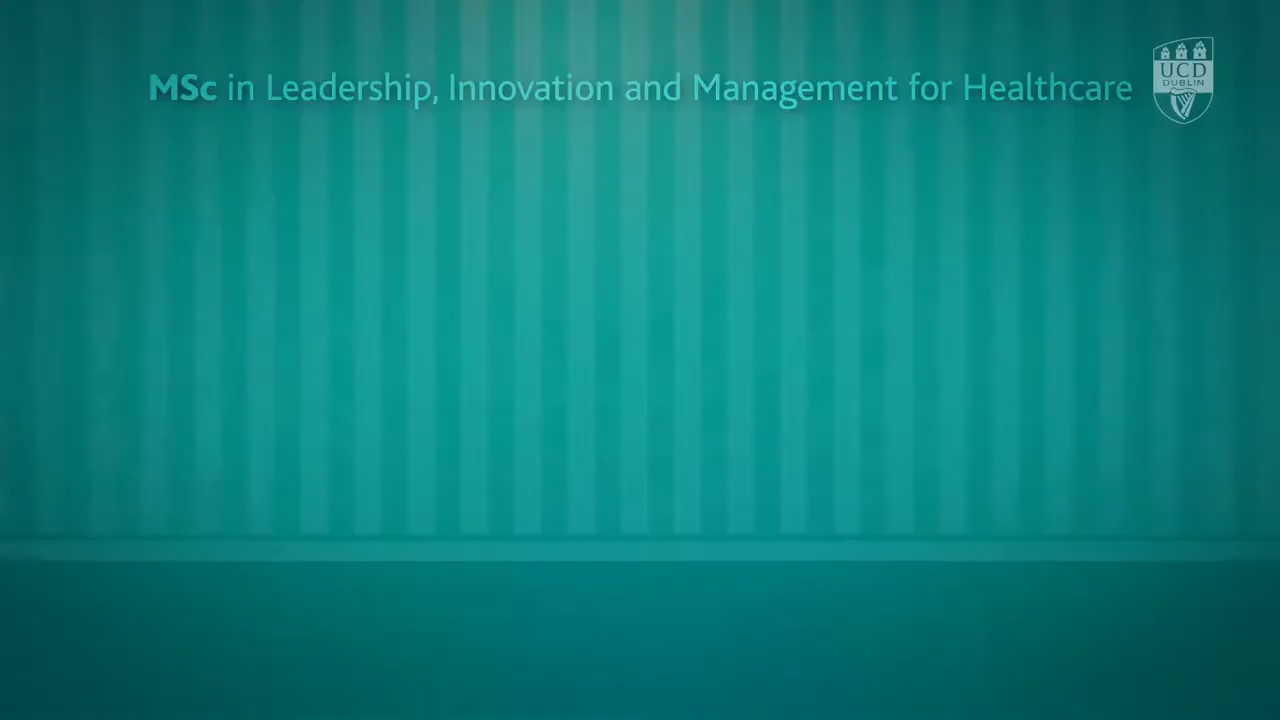 MSc in Leadership, Innovation and Management for Healthcare
UCD
DUBLIN